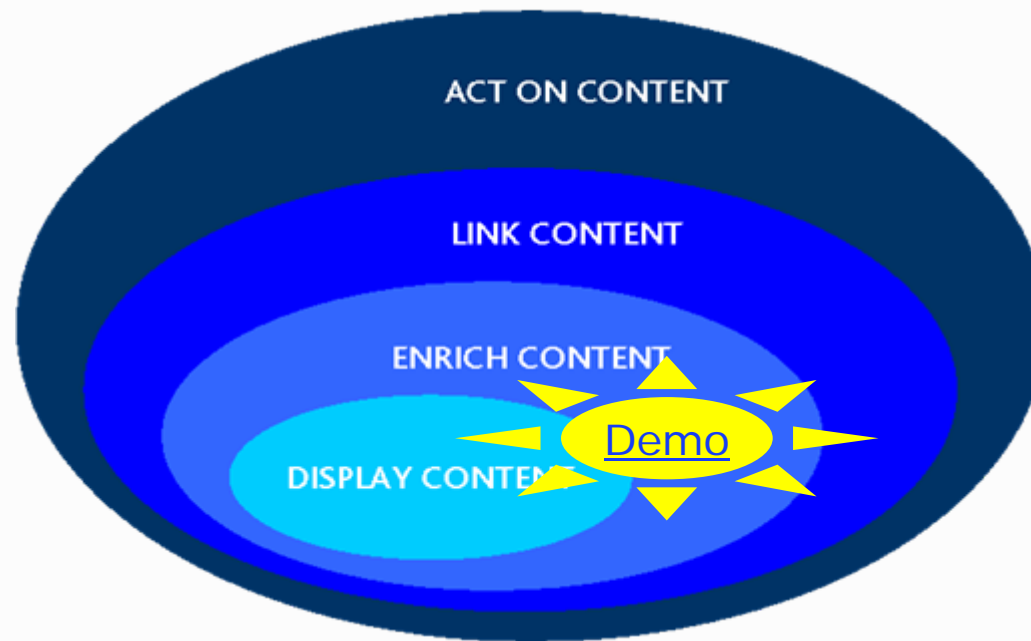 ACT ON CONTENT
LINK CONTENT
ENRICH CONTENT
Demo
DISPLAY CONTENT